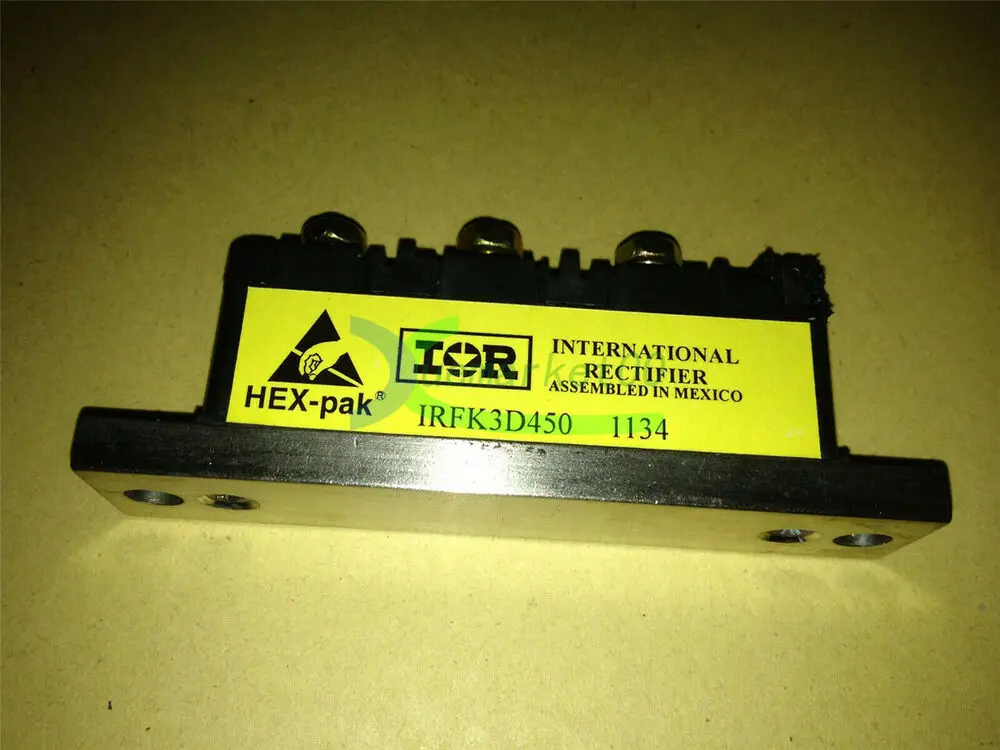 IOR
INTERNATIONAL
RECTIFIER
ASSEMBLED IN MEXICO
HEX-pak®
IRFK3D450 1134